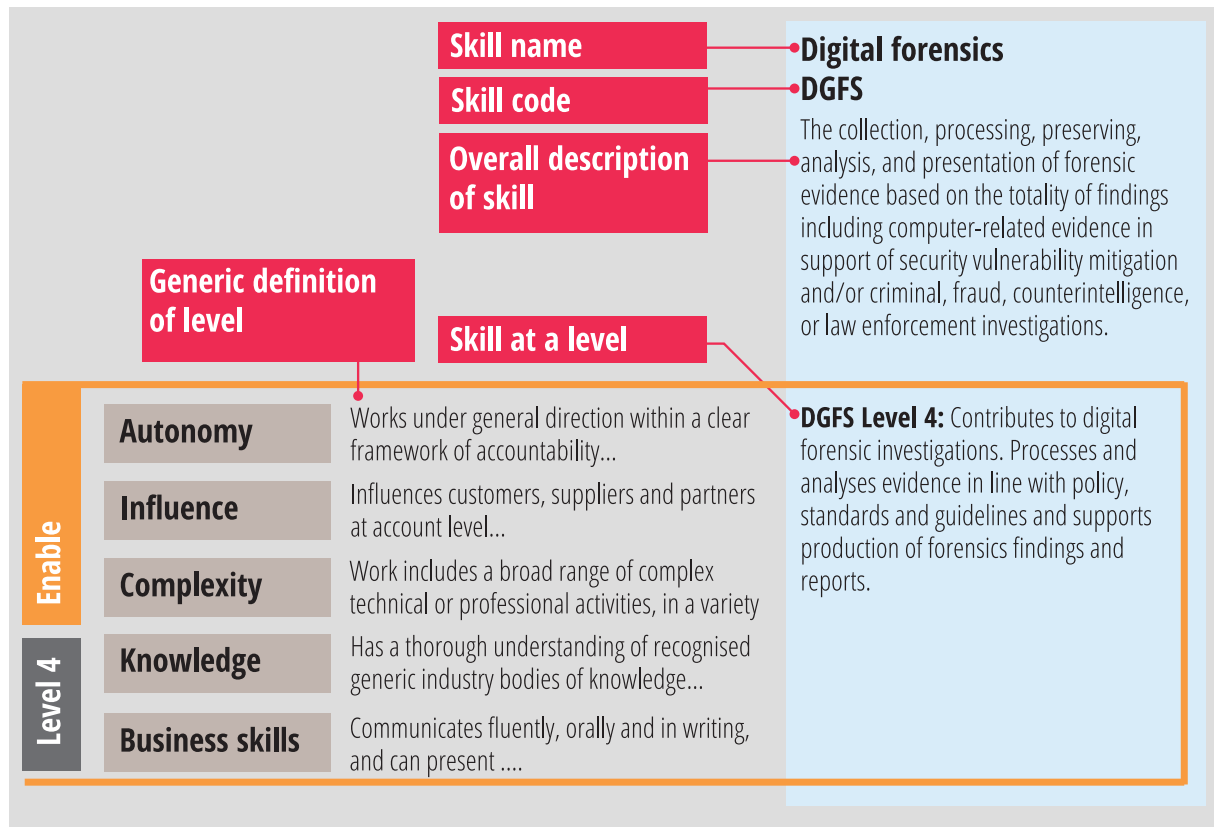 Skill name
Digital forensics
Skill code
DGFS
Overall description
of skill
The collection, processing, preserving,
analysis, and presentation of forensic
evidence based on the totality of findings
including computer-related evidence in
support of security vulnerability mitigation
and/or criminal, fraud, counterintelligence,
or law enforcement investigations.
Generic definition
of level
Skill at a level
Enable
Level 4
Autonomy
Works under general direction within a clear
framework of accountability...
Influence
Influences customers, suppliers and partners
at account level...
Complexity
Work includes a broad range of complex
technical or professional activities, in a variety
Knowledge
Has a thorough understanding of recognised
generic industry bodies of knowledge...
Business skills
Communicates fluently, orally and in writing,
and can present ....
DGFS Level 4: Contributes to digital
forensic investigations. Processes and
analyses evidence in line with policy,
standards and guidelines and supports
production of forensics findings and
reports.